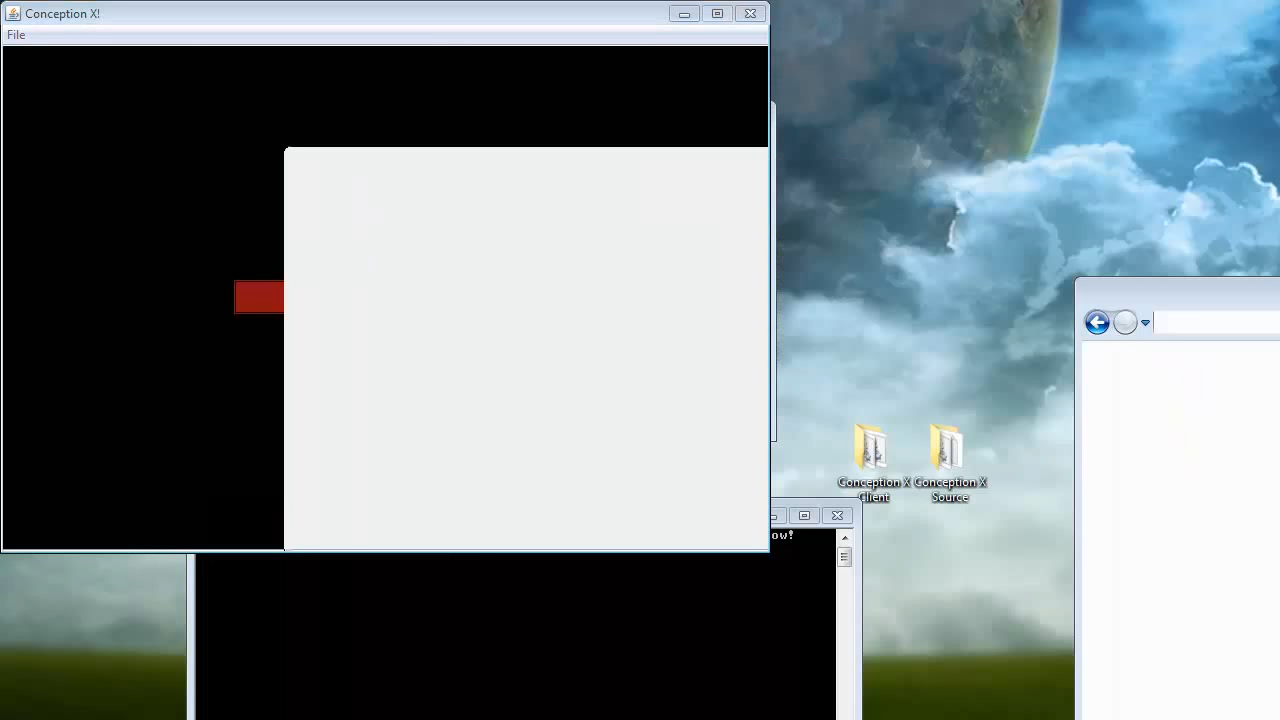 Conception X!
File
Conception X
Client
Conception X
Source
ow!